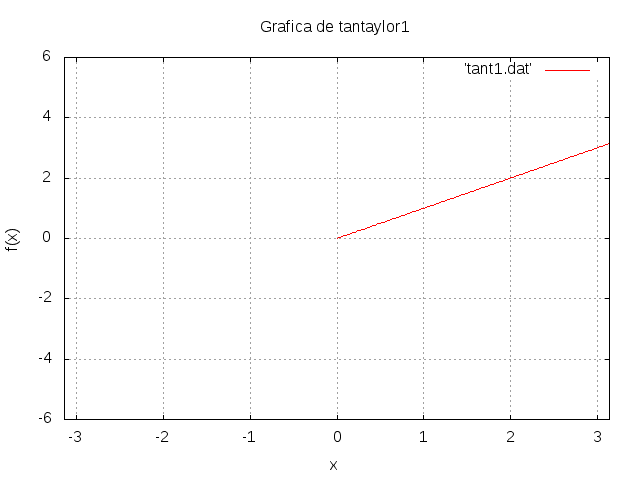 Grafica de tantaylor1
'tant1.dat'
6
4
2
0
-2
-4
-6
f(x)
-3 -2 -1 0 1 2 3
x